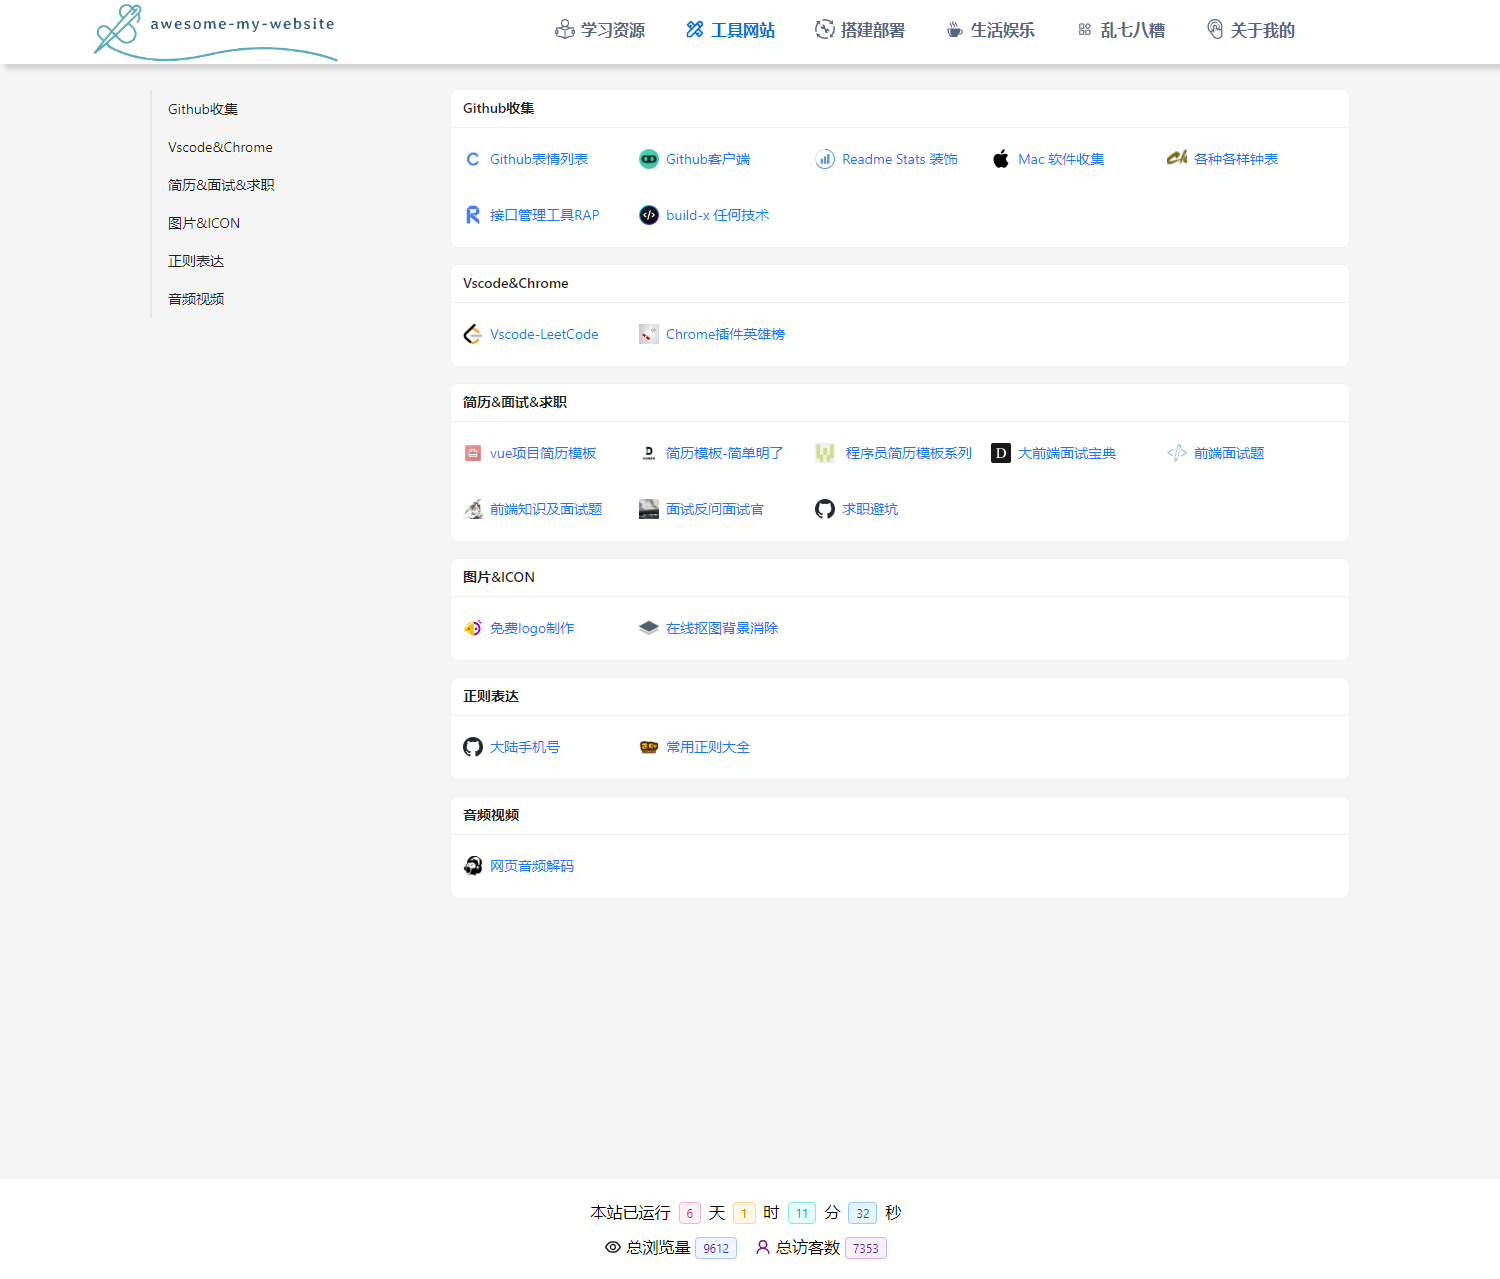 awesome-my-website
学习资源 工具网站 搭建部署 生活娱乐 乱七八糟 关于我的
Github收集
Vscode&Chrome
简历&面试&求职
图片&ICON
正则表达
音频视频
Github收集
Github表情列表 Github客户端 Readme Stats 装饰 Mac 软件收集 各种各样钟表
接口管理工具RAP build-x 任何技术
Vscode&Chrome
Vscode-LeetCode Chrome插件英雄榜
简历&面试&求职
vue项目简历模板 简历模板-简单明了 程序员简历模板系列 大前端面试宝典 前端面试题
前端知识及面试题 面试反问面试官 求职避坑
图片&ICON
免费logo制作 在线抠图背景消除
正则表达
大陆手机号 常用正则大全
音频视频
网页音频解码
本站已运行 6 天 1 时 11 分 32 秒
总浏览量 9612 总访客数 7353